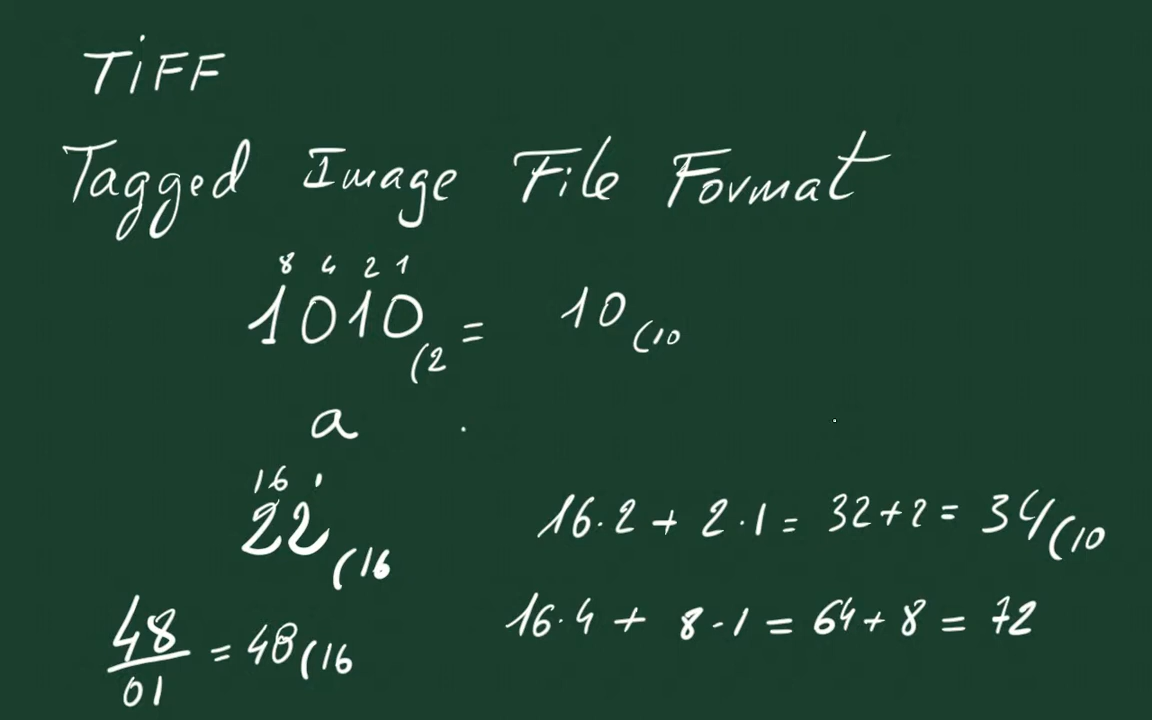 TiFF
Tagged Image File Format
8 4 2 1
1010(2 = 10(10
a
16 1
22(16 16·2 + 2·1 = 32+2 = 34(10
48
01 = 48(16 16·4 + 8·1 = 64+8 = 72